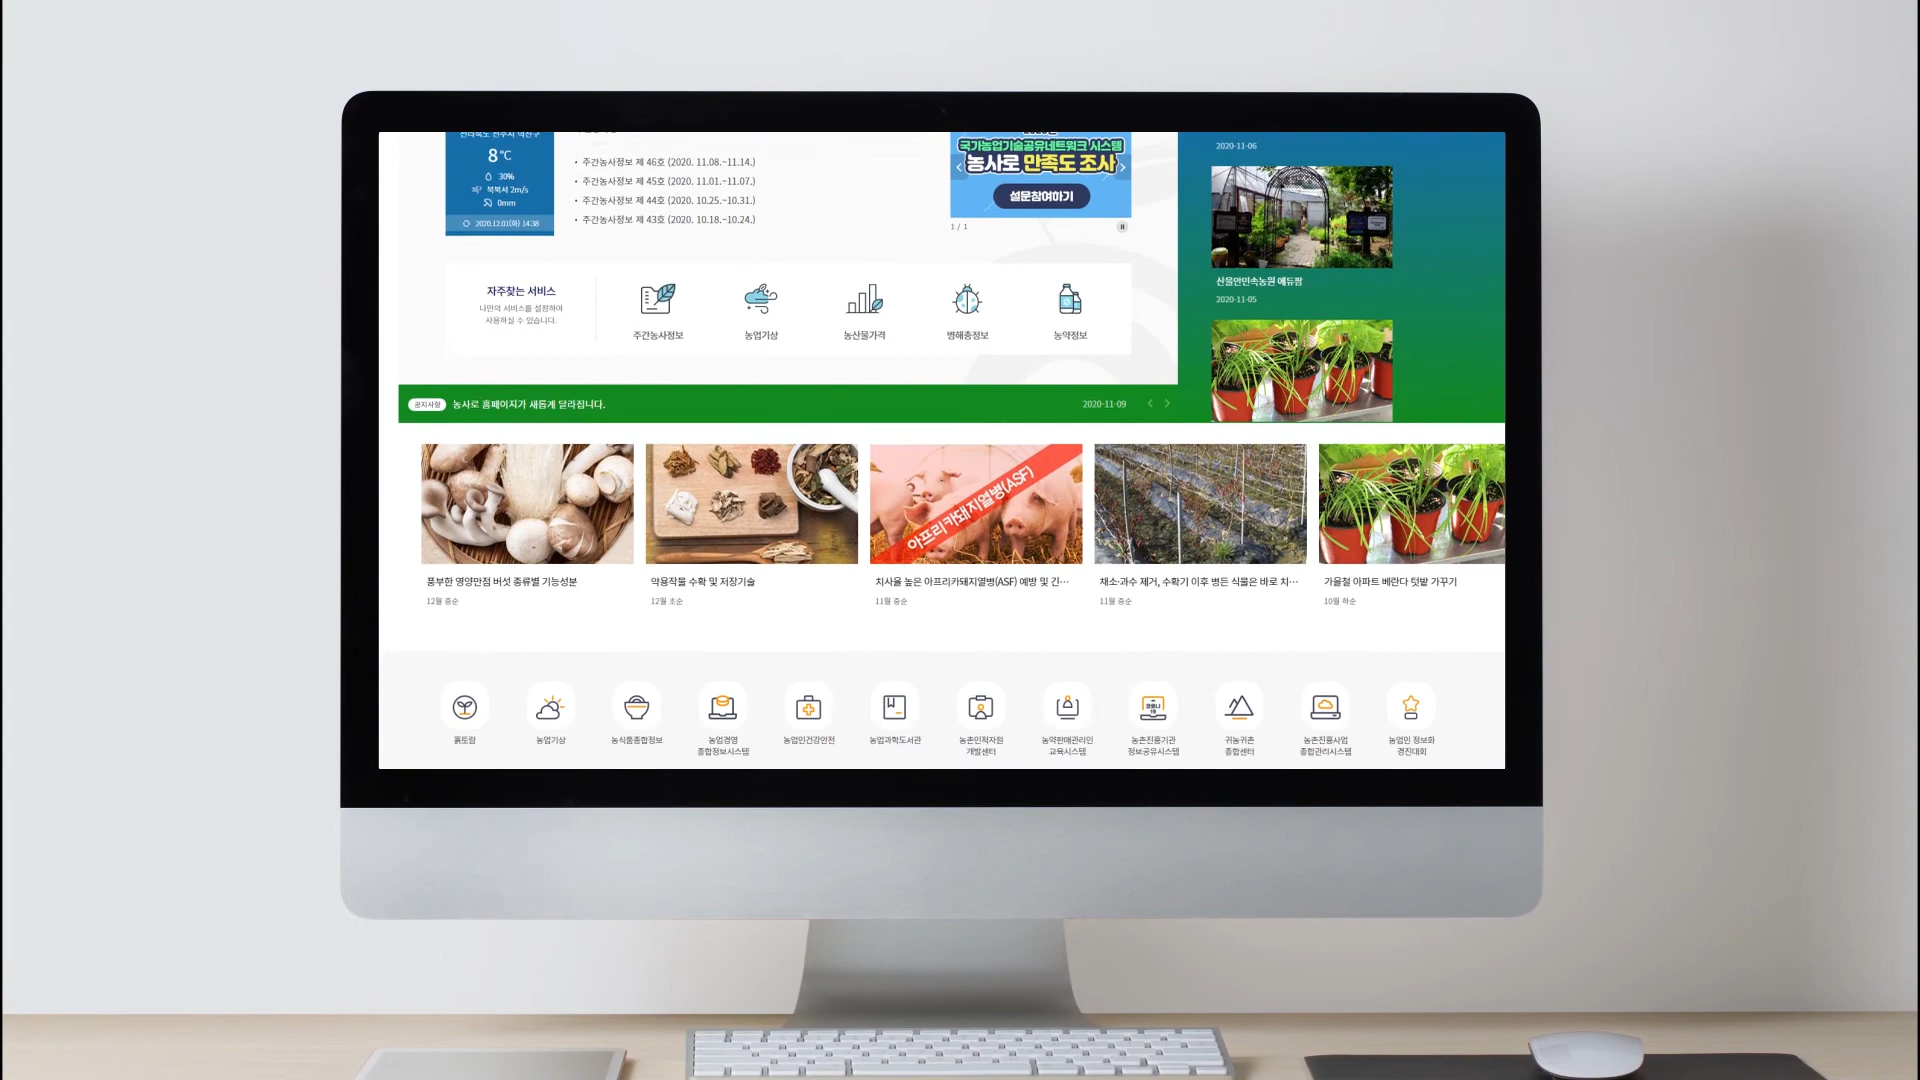 전라북도 전주시 덕진구
8℃
30%
북북서 2m/s
0mm
2020.12.01(화) 14:38
• 주간농사정보 제 46호 (2020. 11.08.~11.14.)
• 주간농사정보 제 45호 (2020. 11.01.~11.07.)
• 주간농사정보 제 44호 (2020. 10.25.~10.31.)
• 주간농사정보 제 43호 (2020. 10.18.~10.24.)
국가농업기술공유네트워크 시스템
농사로 만족도 조사
설문참여하기
1 / 1
2020-11-06
산물안민속농원 에듀팜
2020-11-05
자주찾는 서비스
나만의 서비스를 설정하여
사용하실 수 있습니다.
주간농사정보
농업기상
농산물가격
병해충정보
농약정보
공지사항 농사로 홈페이지가 새롭게 달라집니다.
2020-11-09
아프리카돼지열병(ASF)
풍부한 영양만점 버섯 종류별 기능성분
12월 중순
약용작물 수확 및 저장기술
12월 초순
치사율 높은 아프리카돼지열병(ASF) 예방 및 긴…
11월 중순
채소·과수 제거, 수확기 이후 병든 식물은 바로 치…
11월 중순
가을철 아파트 베란다 텃밭 가꾸기
10월 하순
흙토람
농업기상
농식품종합정보
농업경영
종합정보시스템
농업인건강안전
농업과학도서관
농촌인적자원
개발센터
농약판매관리인
교육시스템
코로나
19
농촌진흥기관
정보공유시스템
귀농귀촌
종합센터
농촌진흥사업
종합관리시스템
농업인 정보화
경진대회